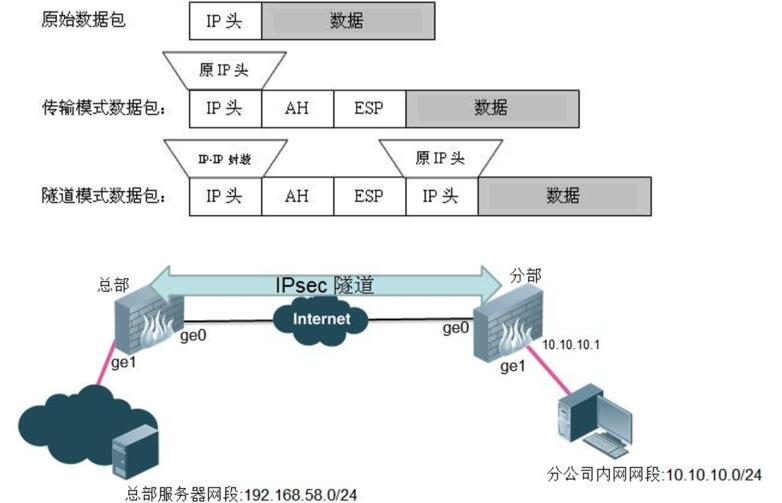 原始数据包
IP 头
数据
原 IP 头
传输模式数据包：
IP 头
AH
ESP
数据
IP-IP 封装
原 IP 头
隧道模式数据包：
IP 头
AH
ESP
IP 头
数据
总部
IPsec 隧道
分部
Internet
ge0
ge0
10.10.10.1
ge1
ge1
分公司内网网段:10.10.10.0/24
总部服务器网段:192.168.58.0/24